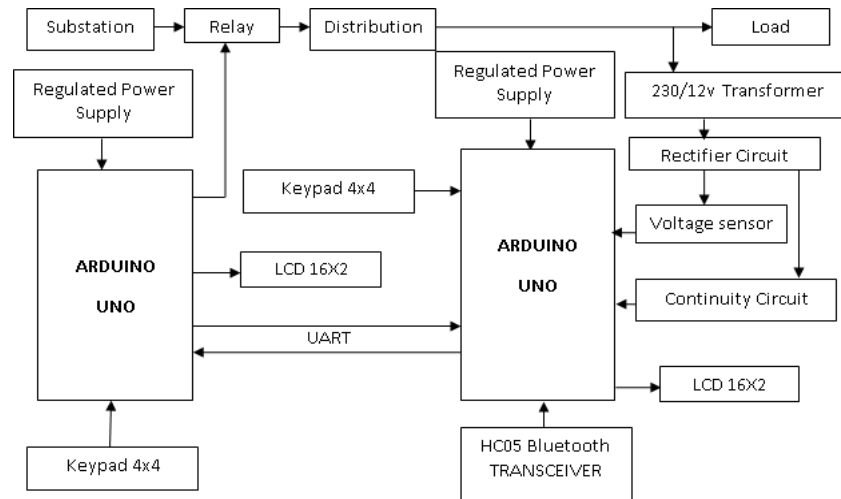 Substation
Relay
Distribution
Load
Regulated Power
Supply
Regulated Power
Supply
230/12v Transformer
Rectifier Circuit
Keypad 4x4
Voltage sensor
ARDUINO
UNO
LCD 16X2
ARDUINO
UNO
Continuity Circuit
UART
LCD 16X2
Keypad 4x4
HC05 Bluetooth
TRANSCEIVER